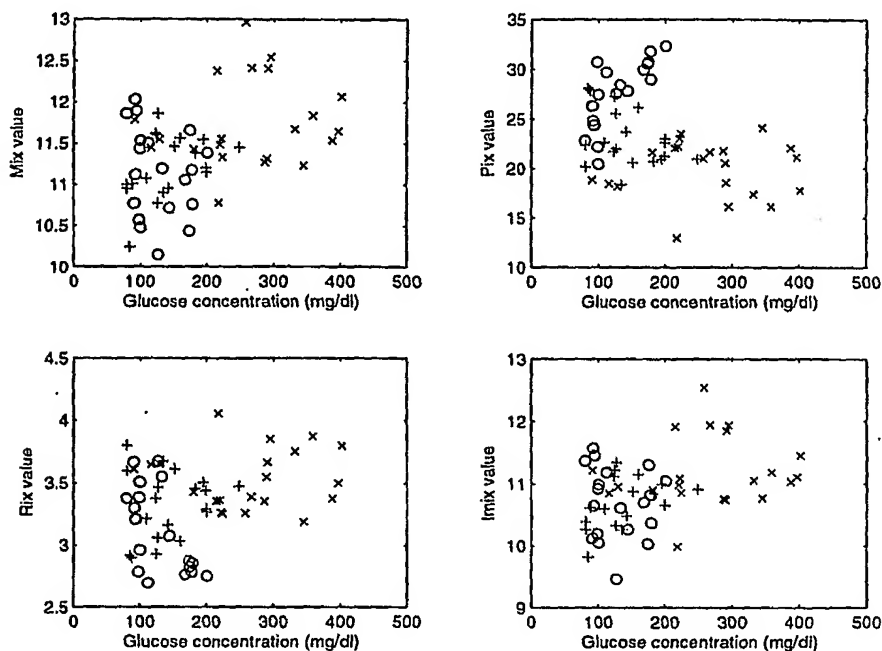 13
12.5
12
11.5
11
10.5
10
Mix value
0 100 200 300 400 500
Glucose concentration (mg/dl)
35
30
25
20
15
10
Pix value
0 100 200 300 400 500
Glucose concentration (mg/dl)
4.5
4
3.5
3
2.5
Rix value
0 100 200 300 400 500
Glucose concentration (mg/dl)
13
12
11
10
9
Imix value
0 100 200 300 400 500
Glucose concentration (mg/dl)